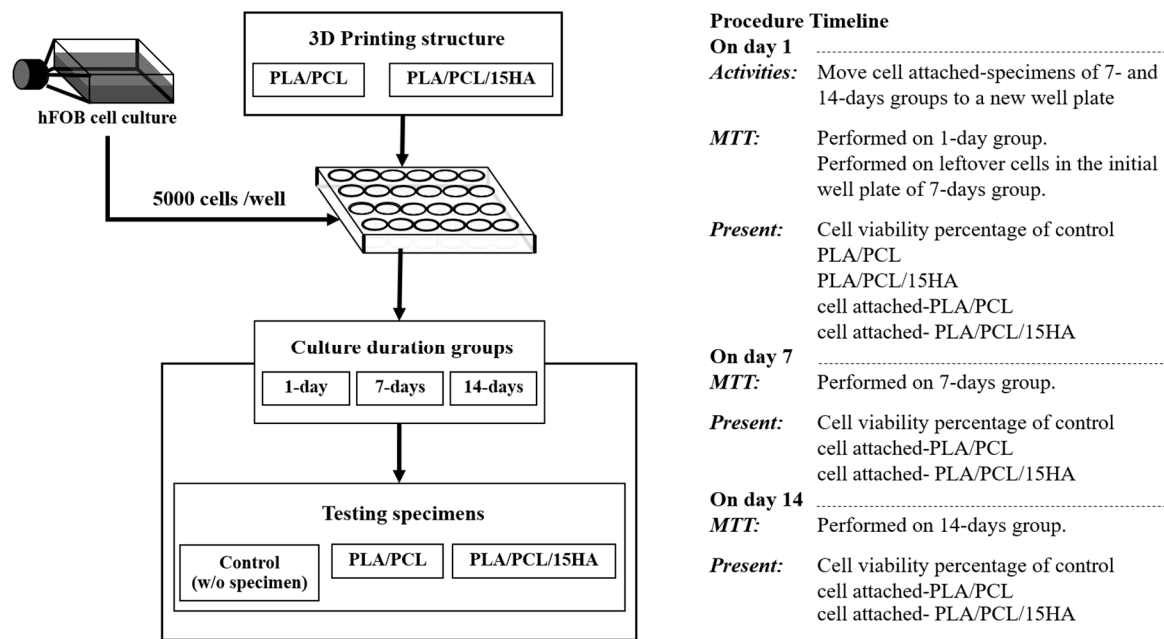 3D Printing structure
PLA/PCL
PLA/PCL/15HA
hFOB cell culture
5000 cells /well
Culture duration groups
1-day
7-days
14-days
Testing specimens
Control
(w/o specimen)
PLA/PCL
PLA/PCL/15HA
Procedure Timeline
On day 1
Activities: Move cell attached-specimens of 7- and
14-days groups to a new well plate
MTT: Performed on 1-day group.
Performed on leftover cells in the initial
well plate of 7-days group.
Present: Cell viability percentage of control
PLA/PCL
PLA/PCL/15HA
cell attached-PLA/PCL
cell attached- PLA/PCL/15HA
On day 7
MTT: Performed on 7-days group.
Present: Cell viability percentage of control
cell attached-PLA/PCL
cell attached- PLA/PCL/15HA
On day 14
MTT: Performed on 14-days group.
Present: Cell viability percentage of control
cell attached-PLA/PCL
cell attached- PLA/PCL/15HA